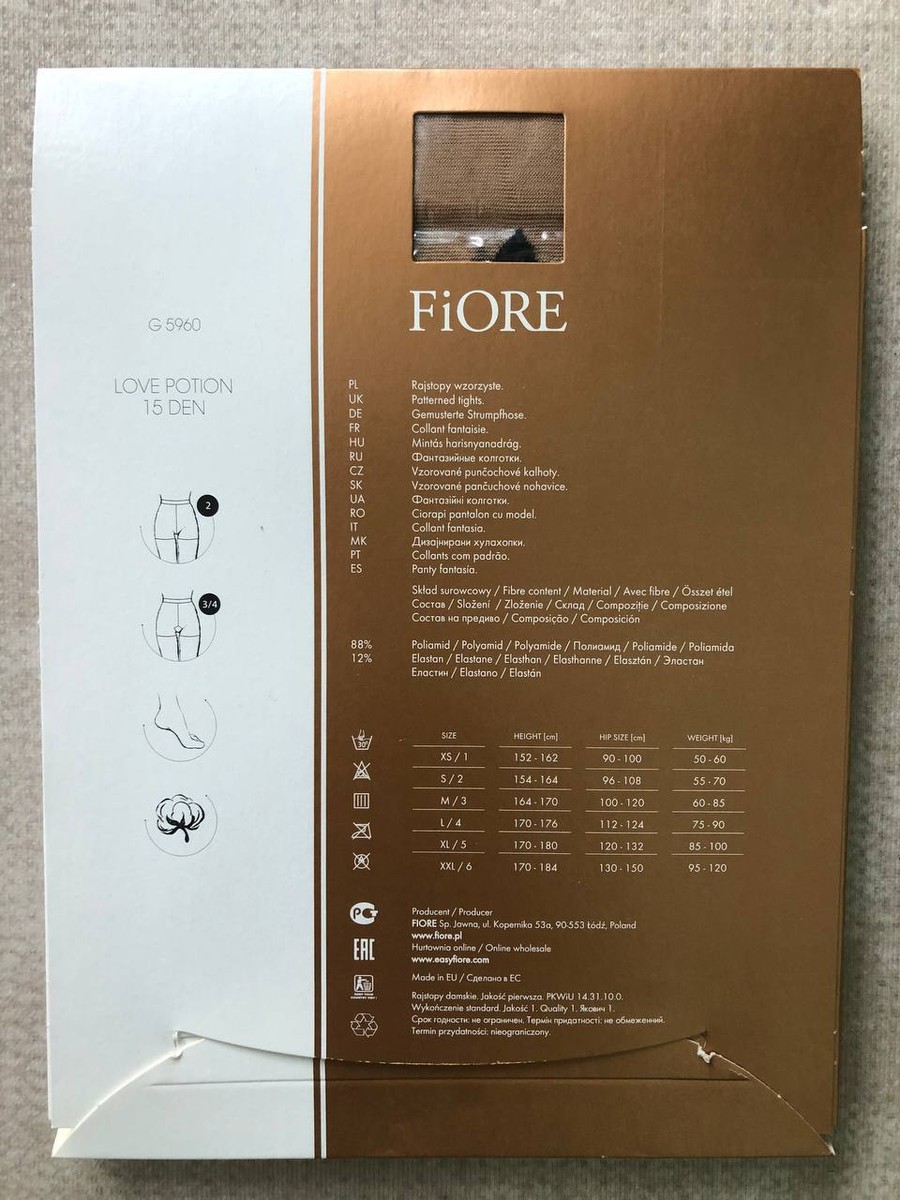 FiORE
G 5960
LOVE POTION
15 DEN
2
3/4
PL Rajstopy wzorzyste.
UK Patterned tights.
DE Gemusterte Strumpfhose.
FR Collant fantaisie.
HU Mintás harisnyanadrág.
RU Фантазийные колготки.
CZ Vzorované punčochové kalhoty.
SK Vzorované pančuchové nohavice.
UA Фантазійні колготки.
RO Ciorapi pantalon cu model.
IT Collant fantasia.
MK Дизајнирани хулахопки.
PT Collants com padrão.
ES Panty fantasía.
Skład surowcowy / Fibre content / Material / Avec fibre / Összet étel
Состав / Složení / Zloženie / Склад / Compoziţie / Composizione
Состав на предиво / Composição / Composición
88% Poliamid / Polyamid / Polyamide / Полиамид / Poliamide / Poliamida
12% Elastan / Elastane / Elasthan / Elasthanne / Elasztán / Эластан
Еластин / Elastano / Elastán
SIZE HEIGHT [cm] HIP SIZE [cm] WEIGHT [kg]
XS / 1 152 - 162 90 - 100 50 - 60
S / 2 154 - 164 96 - 108 55 - 70
M / 3 164 - 170 100 - 120 60 - 85
L / 4 170 - 176 112 - 124 75 - 90
XL / 5 170 - 180 120 - 132 85 - 100
XXL / 6 170 - 184 130 - 150 95 - 120
30°
Producent / Producer
FIORE Sp. Jawna, ul. Kopernika 53a, 90-553 Łódź, Poland
www.fiore.pl
Hurtownia online / Online wholesale
www.easyfiore.com
EAC
Made in EU / Сделано в ЕС
Rajstopy damskie. Jakość pierwsza. PKWiU 14.31.10.0.
Wykończenie standard. Jakość 1. Quality 1. Якович 1.
Срок годности: не ограничен. Термін придатності: не обмеженний.
Termin przydatności: nieograniczony.